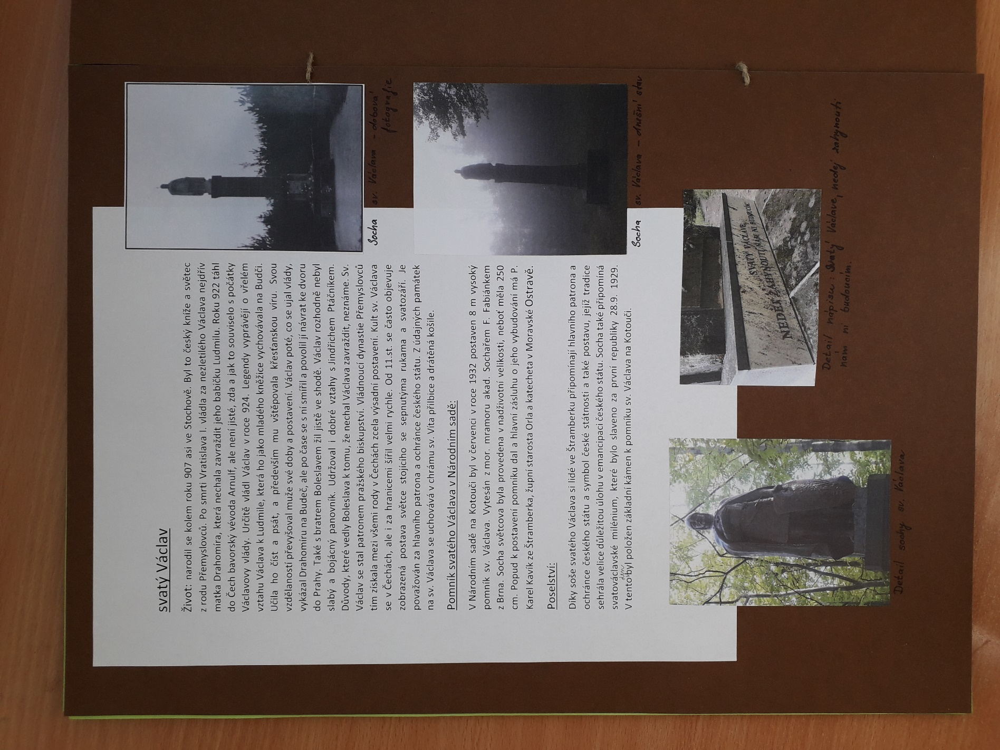 svatý Václav
Život: narodil se kolem roku 907 asi ve Stochově. Byl to český kníže a světec
z rodu Přemyslovců. Po smrti Vratislava I. vládla za nezletilého Václava nejdřív
matka Drahomíra, která nechala zavraždit jeho babičku Ludmilu. Roku 922 táhl
do Čech bavorský vévoda Arnulf, ale není jisté, zda a jak to souviselo s počátky
Václavovy vlády. Určitě vládl Václav v roce 924. Legendy vyprávějí o vřelém
vztahu Václava k Ludmile, která ho jako mladého kněžice vychovávala na Budči.
Učila ho číst a psát, a především mu vštěpovala křesťanskou víru. Svou
vzdělaností převyšoval muže své doby a postavení. Václav poté, co se ujal vlády,
vykázal Drahomíru na Budeč, ale po čase se s ní smířil a povolil jí návrat ke dvoru
do Prahy. Také s bratrem Boleslavem žil jistě ve shodě. Václav rozhodně nebyl
slabý a bojácný panovník. Udržoval i dobré vztahy s Jindřichem Ptáčníkem.
Důvody, které vedly Boleslava k tomu, že nechal Václava zavraždit, neznáme. Sv.
Václav se stal patronem pražského biskupství. Vládnoucí dynastie Přemyslovců
tím získala mezi všemi rody v Čechách zcela výsadní postavení. Kult sv. Václava
se v Čechách, ale i za hranicemi šířil velmi rychle. Od 11.st. se často objevuje
zobrazená postava světce stojícího se sepnutýma rukama a svatozáří. Je
považován za hlavního patrona a ochránce českého státu. Z údajných památek
na sv. Václava se uchovává v chrámu sv. Víta přilbice a drátěná košile.
Pomník svatého Václava v Národním sadě:
V Národním sadě na Kotouči byl v červenci v roce 1932 postaven 8 m vysoký
pomník sv. Václava. Vytesán z mor. mramoru akad. Sochařem F. Fabiánkem
z Brna. Socha světcova byla provedena v nadživotní velikosti, neboť měla 250
cm. Popud k postavení pomníku dal a hlavní zásluhu o jeho vybudování má P.
Karel Kavík ze Štramberka, župní starosta Orla a katecheta v Moravské Ostravě.
Poselství:
Díky soše svatého Václava si lidé ve Štramberku připomínají hlavního patrona a
ochránce českého státu a symbol české státnosti a také postavu, jejíž tradice
sehrála velice důležitou úlohu v emancipaci českého státu. Socha také připomíná
svatováclavské milénium, které bylo slaveno za první republiky 28.9. 1929.
V tento den byl položen základní kámen k pomníku sv. Václava na Kotouči.
Socha sv. Václava – dobová
fotografie
Socha sv. Václava – dnešní stav
SVATÝ VÁCLAVE,
NEDEJ ZAHYNOUTI NÁM NI BUDOUCÍM
Detail nápisu: Svatý Václave, nedej zahynouti
nám ni budoucím.
Detail sochy sv. Václava